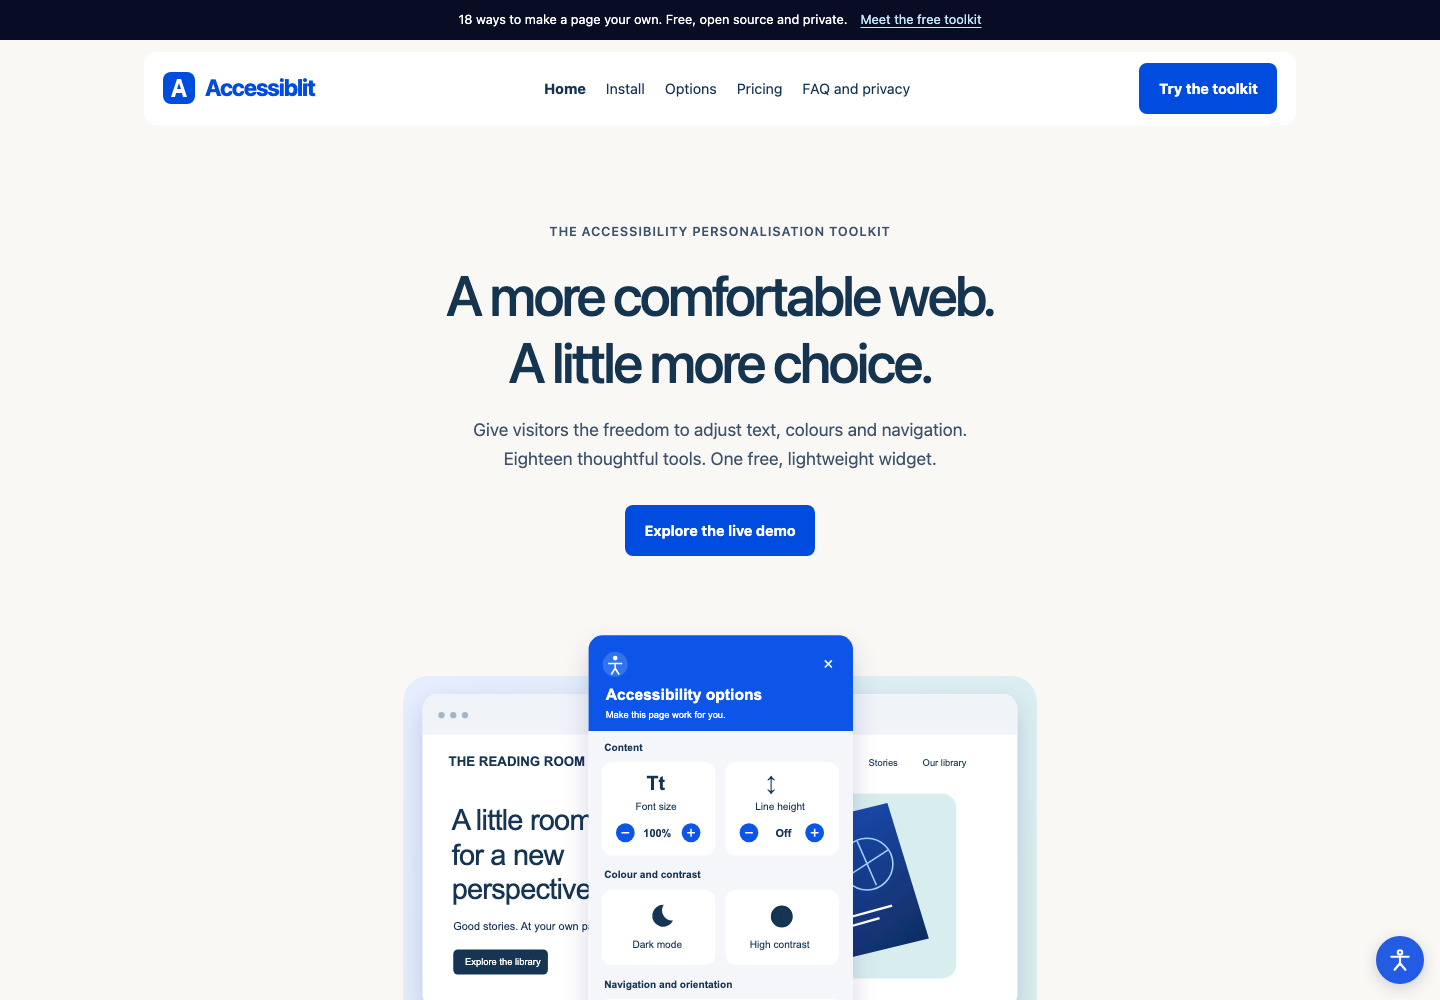 18 ways to make a page your own. Free, open source and private. Meet the free toolkit
A Accessiblit
Home Install Options Pricing FAQ and privacy
Try the toolkit
THE ACCESSIBILITY PERSONALISATION TOOLKIT
A more comfortable web.
A little more choice.
Give visitors the freedom to adjust text, colours and navigation.
Eighteen thoughtful tools. One free, lightweight widget.
Explore the live demo
Accessibility options
Make this page work for you.
Content
Tt
Font size
100%
Line height
Off
Colour and contrast
Dark mode
High contrast
Navigation and orientation
THE READING ROOM
Stories Our library
A little room
for a new
perspective
Good stories. At your own
Explore the library